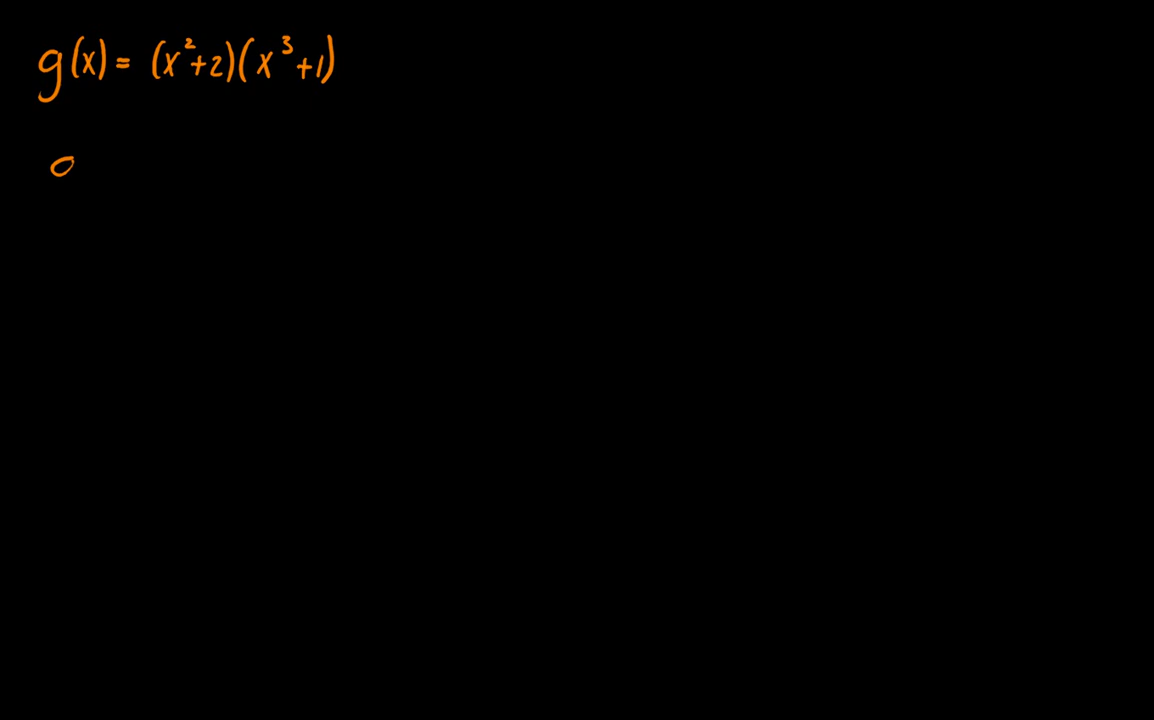 g(x) = (x²+2)(x³+1)